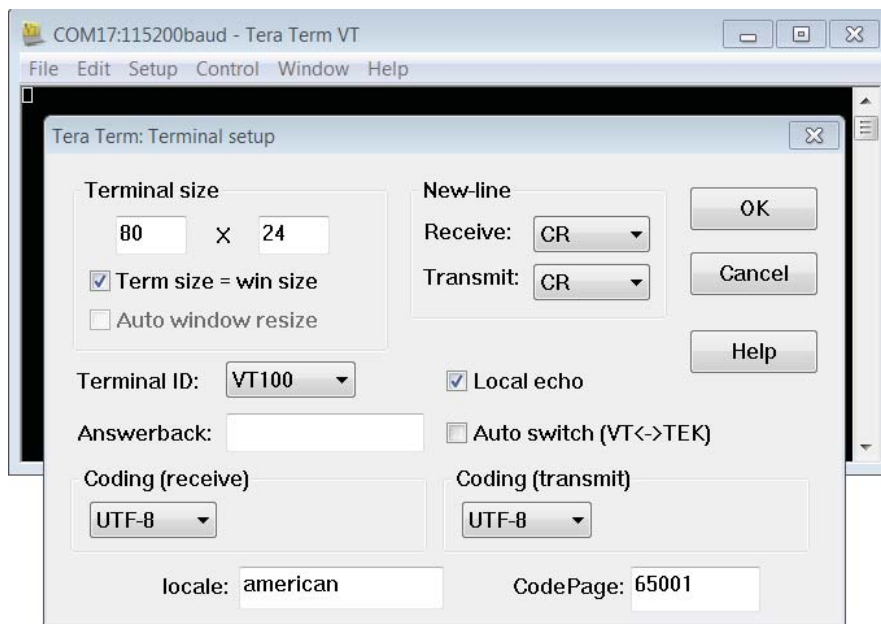 COM17:115200baud - Tera Term VT
File Edit Setup Control Window Help
Tera Term: Terminal setup
Terminal size
80 X 24
Term size = win size
Auto window resize
New-line
Receive: CR
Transmit: CR
OK
Cancel
Help
Terminal ID: VT100
Local echo
Answerback:
Auto switch (VT<->TEK)
Coding (receive)
UTF-8
Coding (transmit)
UTF-8
locale: american
CodePage: 65001